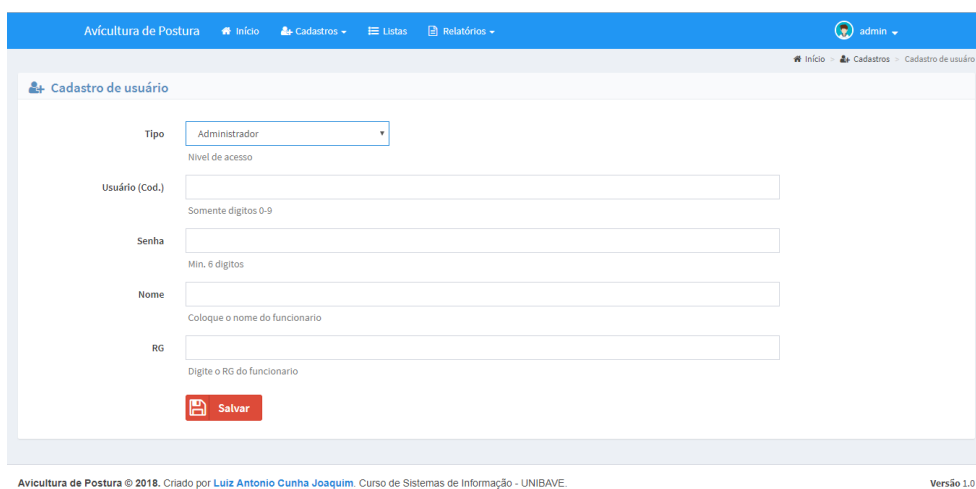 Avícultura de Postura Início Cadastros Listas Relatórios admin
Início > Cadastros > Cadastro de usuáro
Cadastro de usuário
Tipo Administrador
Nivel de acesso
Usuário (Cod.)
Somente digitos 0-9
Senha
Min. 6 digitos
Nome
Coloque o nome do funcionario
RG
Digite o RG do funcionario
Salvar
Avicultura de Postura © 2018. Criado por Luiz Antonio Cunha Joaquim. Curso de Sistemas de Informação - UNIBAVE. Versão 1.0